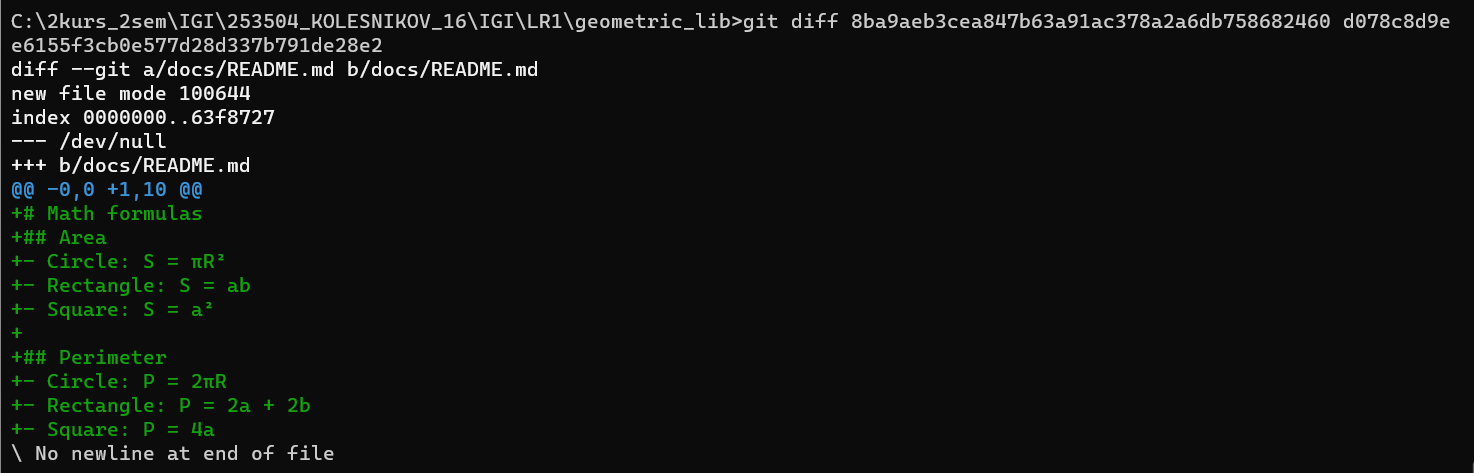 C:\2kurs_2sem\IGI\253504_KOLESNIKOV_16\IGI\LR1\geometric_lib>git diff 8ba9aeb3cea847b63a91ac378a2a6db758682460 d078c8d9e
e6155f3cb0e577d28d337b791de28e2
diff --git a/docs/README.md b/docs/README.md
new file mode 100644
index 0000000..63f8727
--- /dev/null
+++ b/docs/README.md
@@ -0,0 +1,10 @@
+# Math formulas
+## Area
+- Circle: S = πR²
+- Rectangle: S = ab
+- Square: S = a²
+
+## Perimeter
+- Circle: P = 2πR
+- Rectangle: P = 2a + 2b
+- Square: P = 4a
\ No newline at end of file